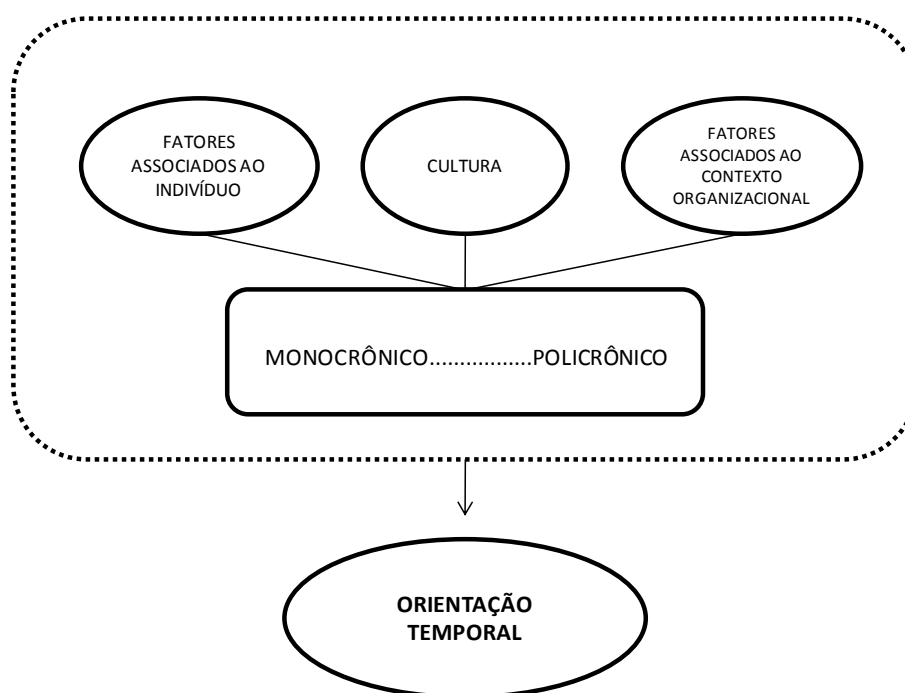 FATORES
ASSOCIADOS AO
INDIVÍDUO
CULTURA
FATORES
ASSOCIADOS AO
CONTEXTO
ORGANIZACIONAL
MONOCRÔNICO.................POLICRÔNICO
ORIENTAÇÃO
TEMPORAL